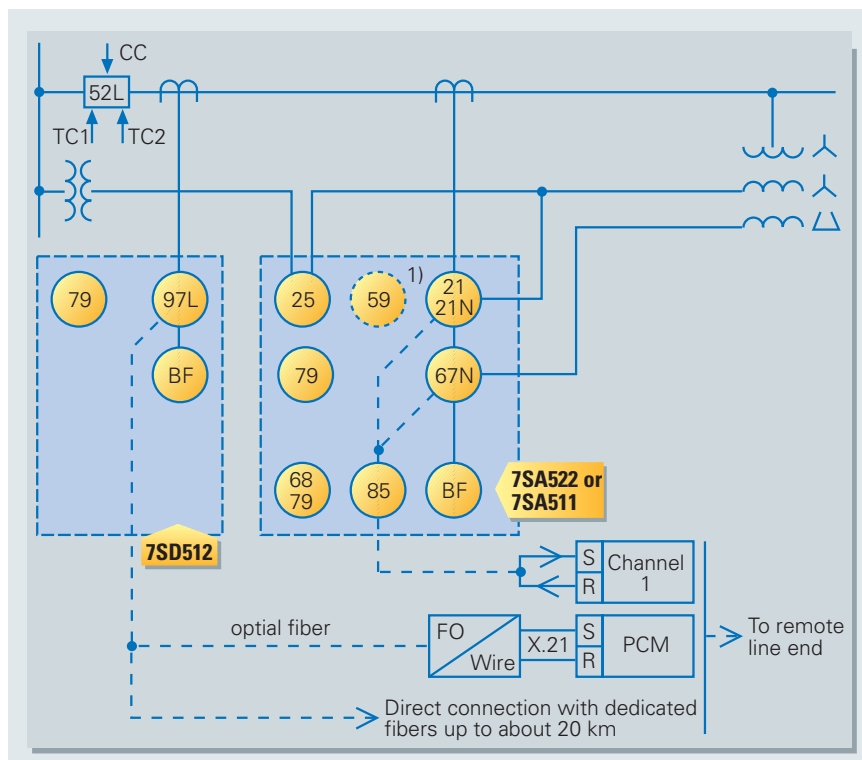 CC
52L
TC1
TC2
79
97L
25
59
1)
21
21N
BF
79
67N
68
79
85
BF
7SA522 or
7SA511
7SD512
S
R
Channel
1
optial fiber
FO
Wire
X.21
S
R
PCM
To remote
line end
Direct connection with dedicated
fibers up to about 20 km